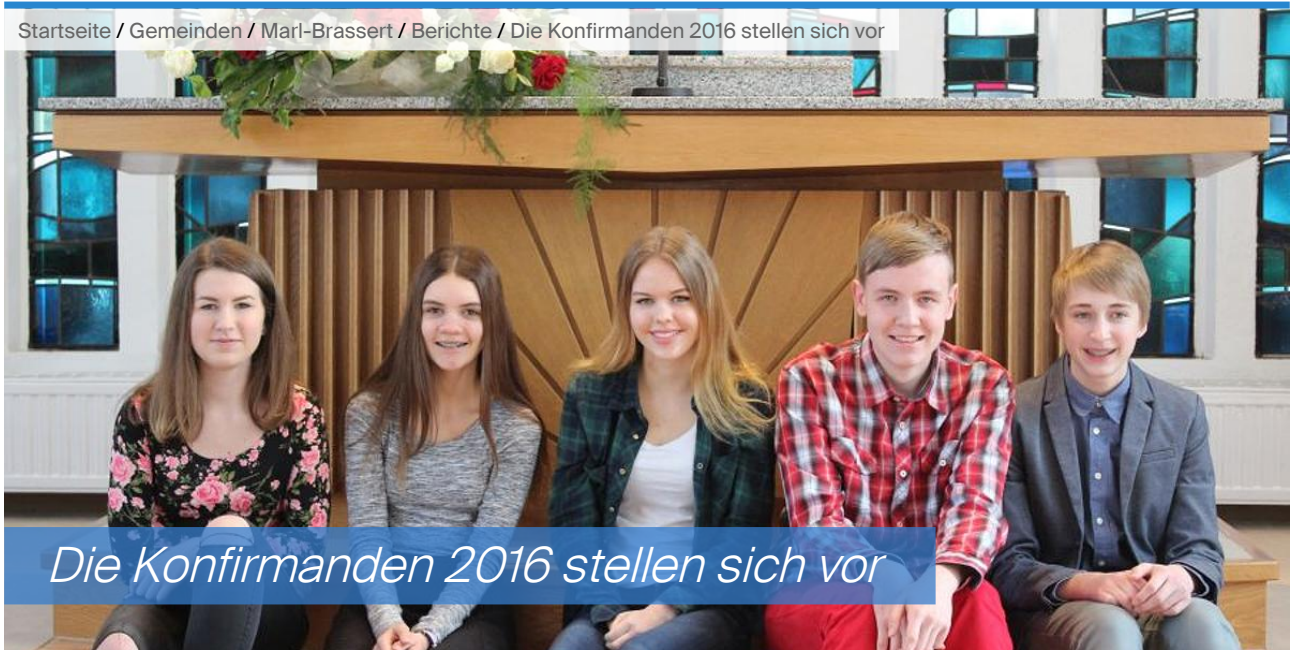 Startseite / Gemeinden / Marl-Brassert / Berichte / Die Konfirmanden 2016 stellen sich vor
Die Konfirmanden 2016 stellen sich vor